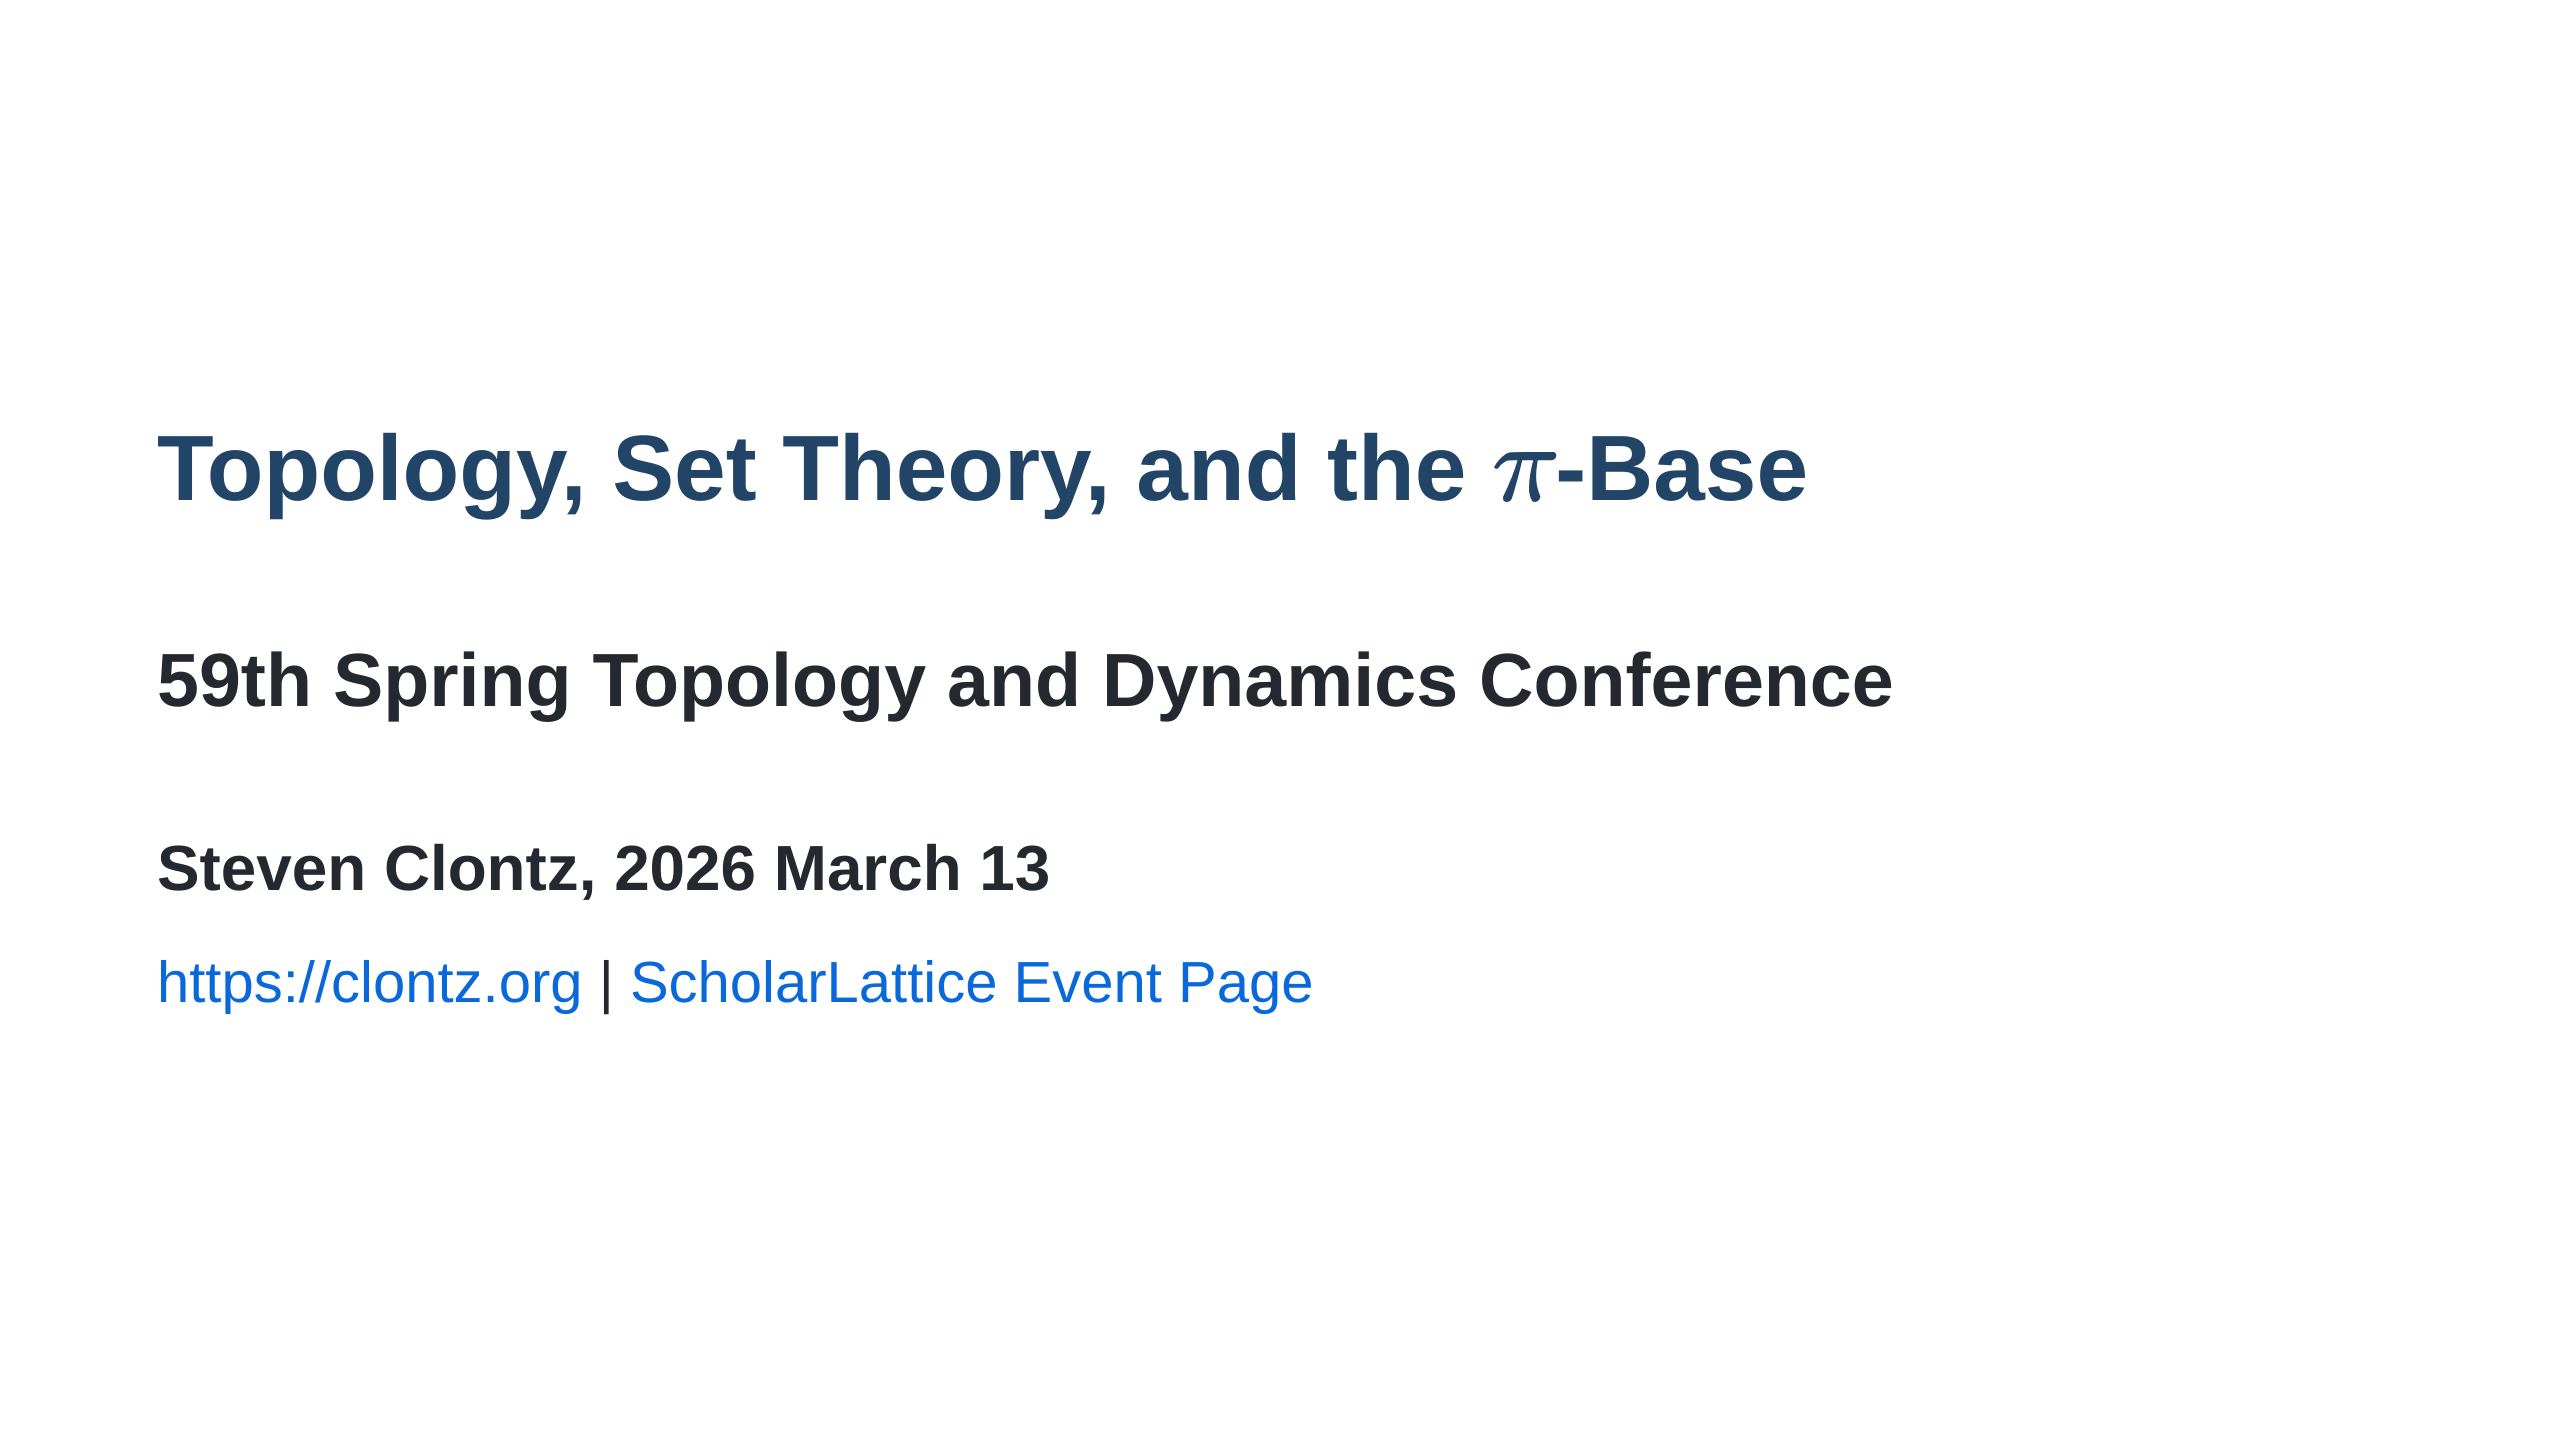 Topology, Set Theory, and the π-Base
59th Spring Topology and Dynamics Conference
Steven Clontz, 2026 March 13
https://clontz.org | ScholarLattice Event Page